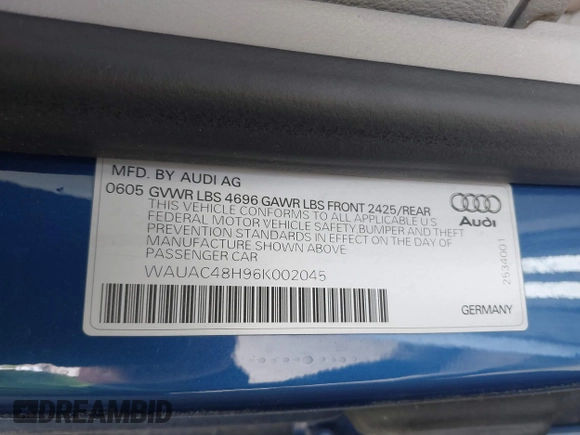 MFD. BY AUDI AG
0605 GVWR LBS 4696 GAWR LBS FRONT 2425/REAR
THIS VEHICLE CONFORMS TO ALL APPLICABLE U.S
FEDERAL MOTOR VEHICLE SAFETY, BUMPER AND THEFT
PREVENTION STANDARDS IN EFFECT ON THE DAY OF
MANUFACTURE SHOWN ABOVE
PASSENGER CAR
WAUAC48H96K002045
Audi
2534001
GERMANY
DREAMBID